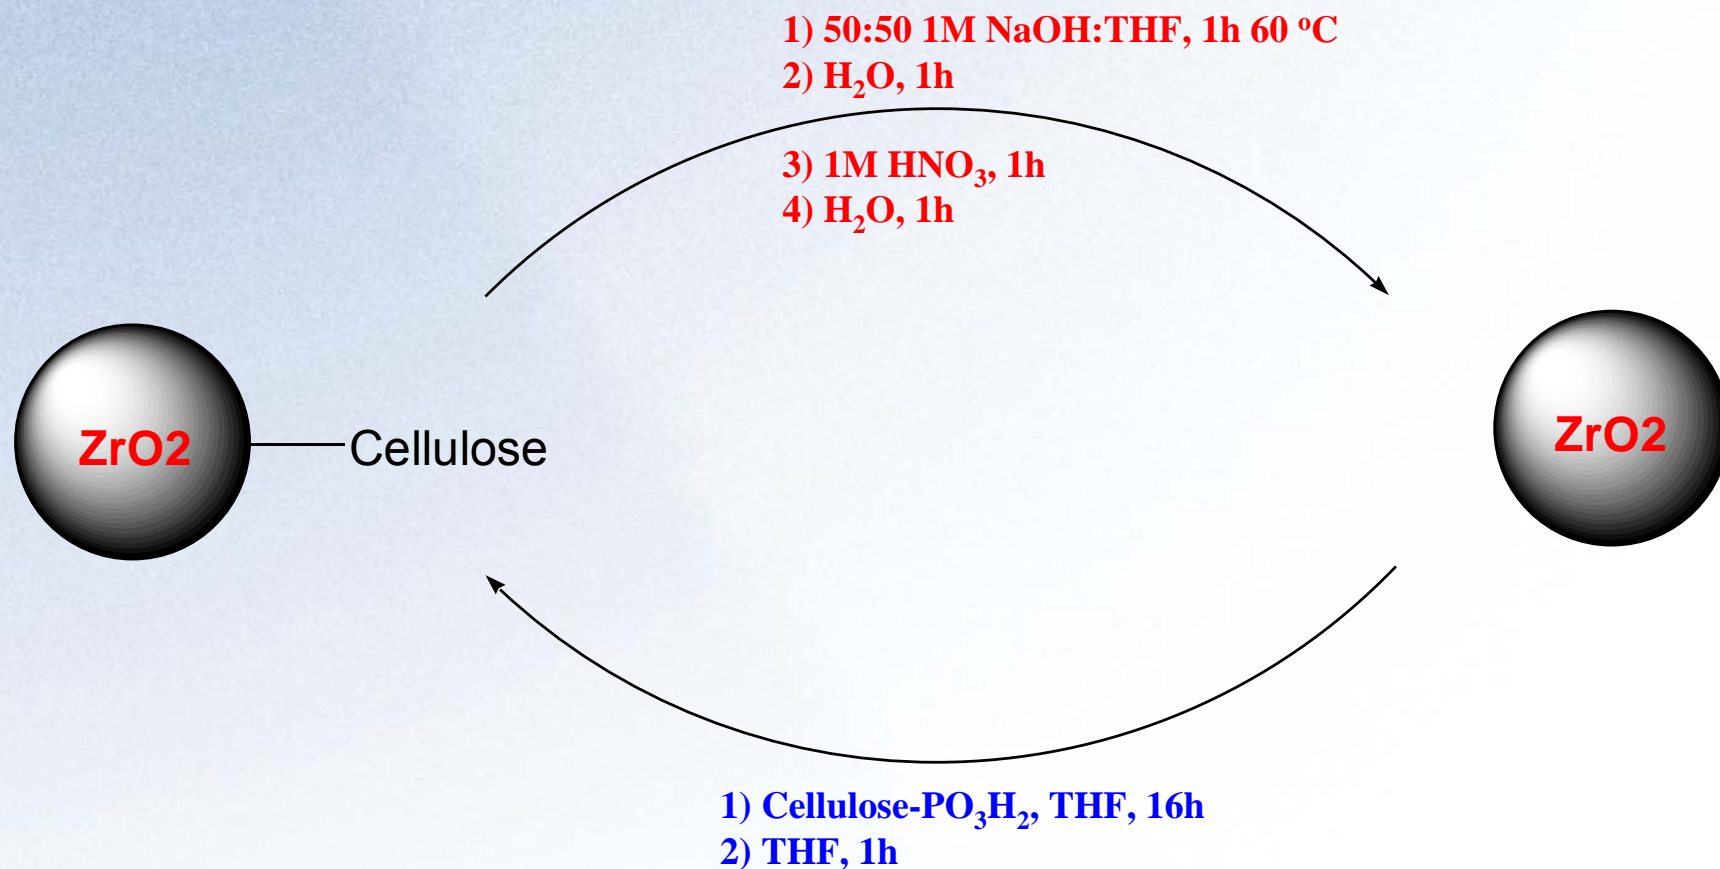 1) 50:50 1M NaOH:THF, 1h 60 °C
2) H₂O, 1h
3) 1M HNO₃, 1h
4) H₂O, 1h
ZrO2
Cellulose
ZrO2
1) Cellulose-PO₃H₂, THF, 16h
2) THF, 1h